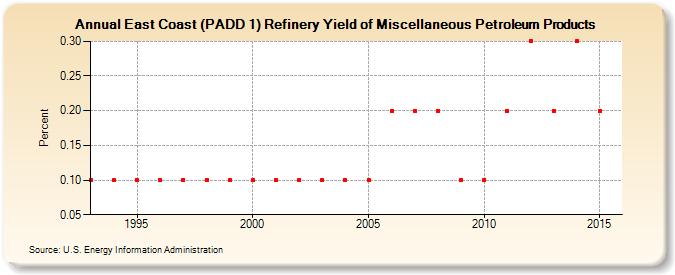 Annual East Coast (PADD 1) Refinery Yield of Miscellaneous Petroleum Products
Percent
0.30
0.25
0.20
0.15
0.10
0.05
1995 2000 2005 2010 2015
Source: U.S. Energy Information Administration